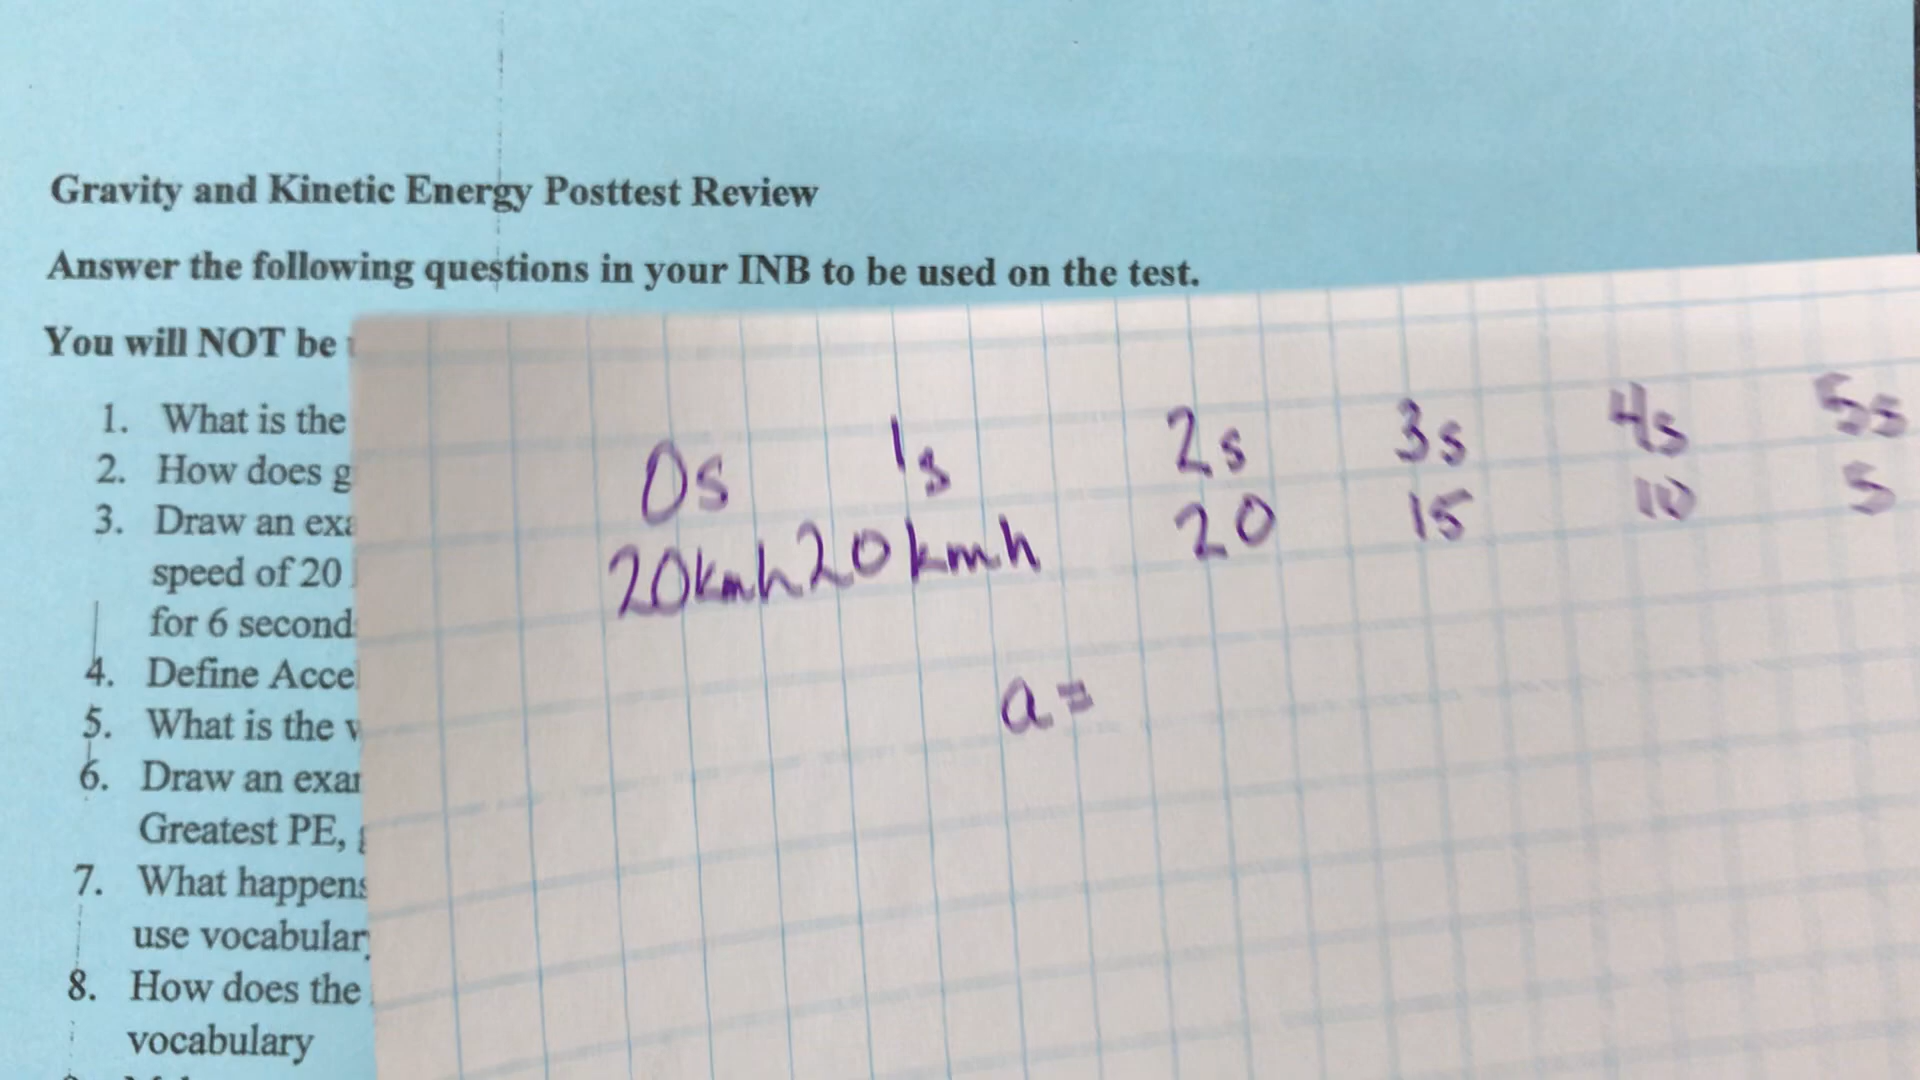 Gravity and Kinetic Energy Posttest Review
Answer the following questions in your INB to be used on the test.
You will NOT be
1. What is the
2. How does g
3. Draw an exa
speed of 20
for 6 second
4. Define Acce
5. What is the
6. Draw an exa
Greatest PE,
7. What happens
use vocabular
8. How does the
vocabulary
0s 1s 2s 3s 4s 5s
20kmh 20kmh 20 15 10 5
a=